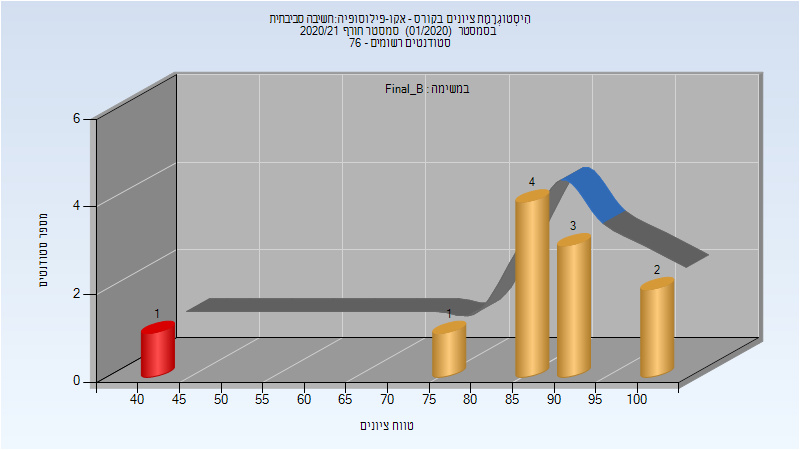 היסטוגרמת ציונים בקורס - אקו-פילוסופיה:חשיבה סביבתית
בסמסטר (01/2020) סמסטר חורף 2020/21
סטודנטים רשומים - 76
במשימה : Final_B
מספר סטודנטים
6
4
2
0
1
1
4
3
2
40 45 50 55 60 65 70 75 80 85 90 95 100
טווח ציונים